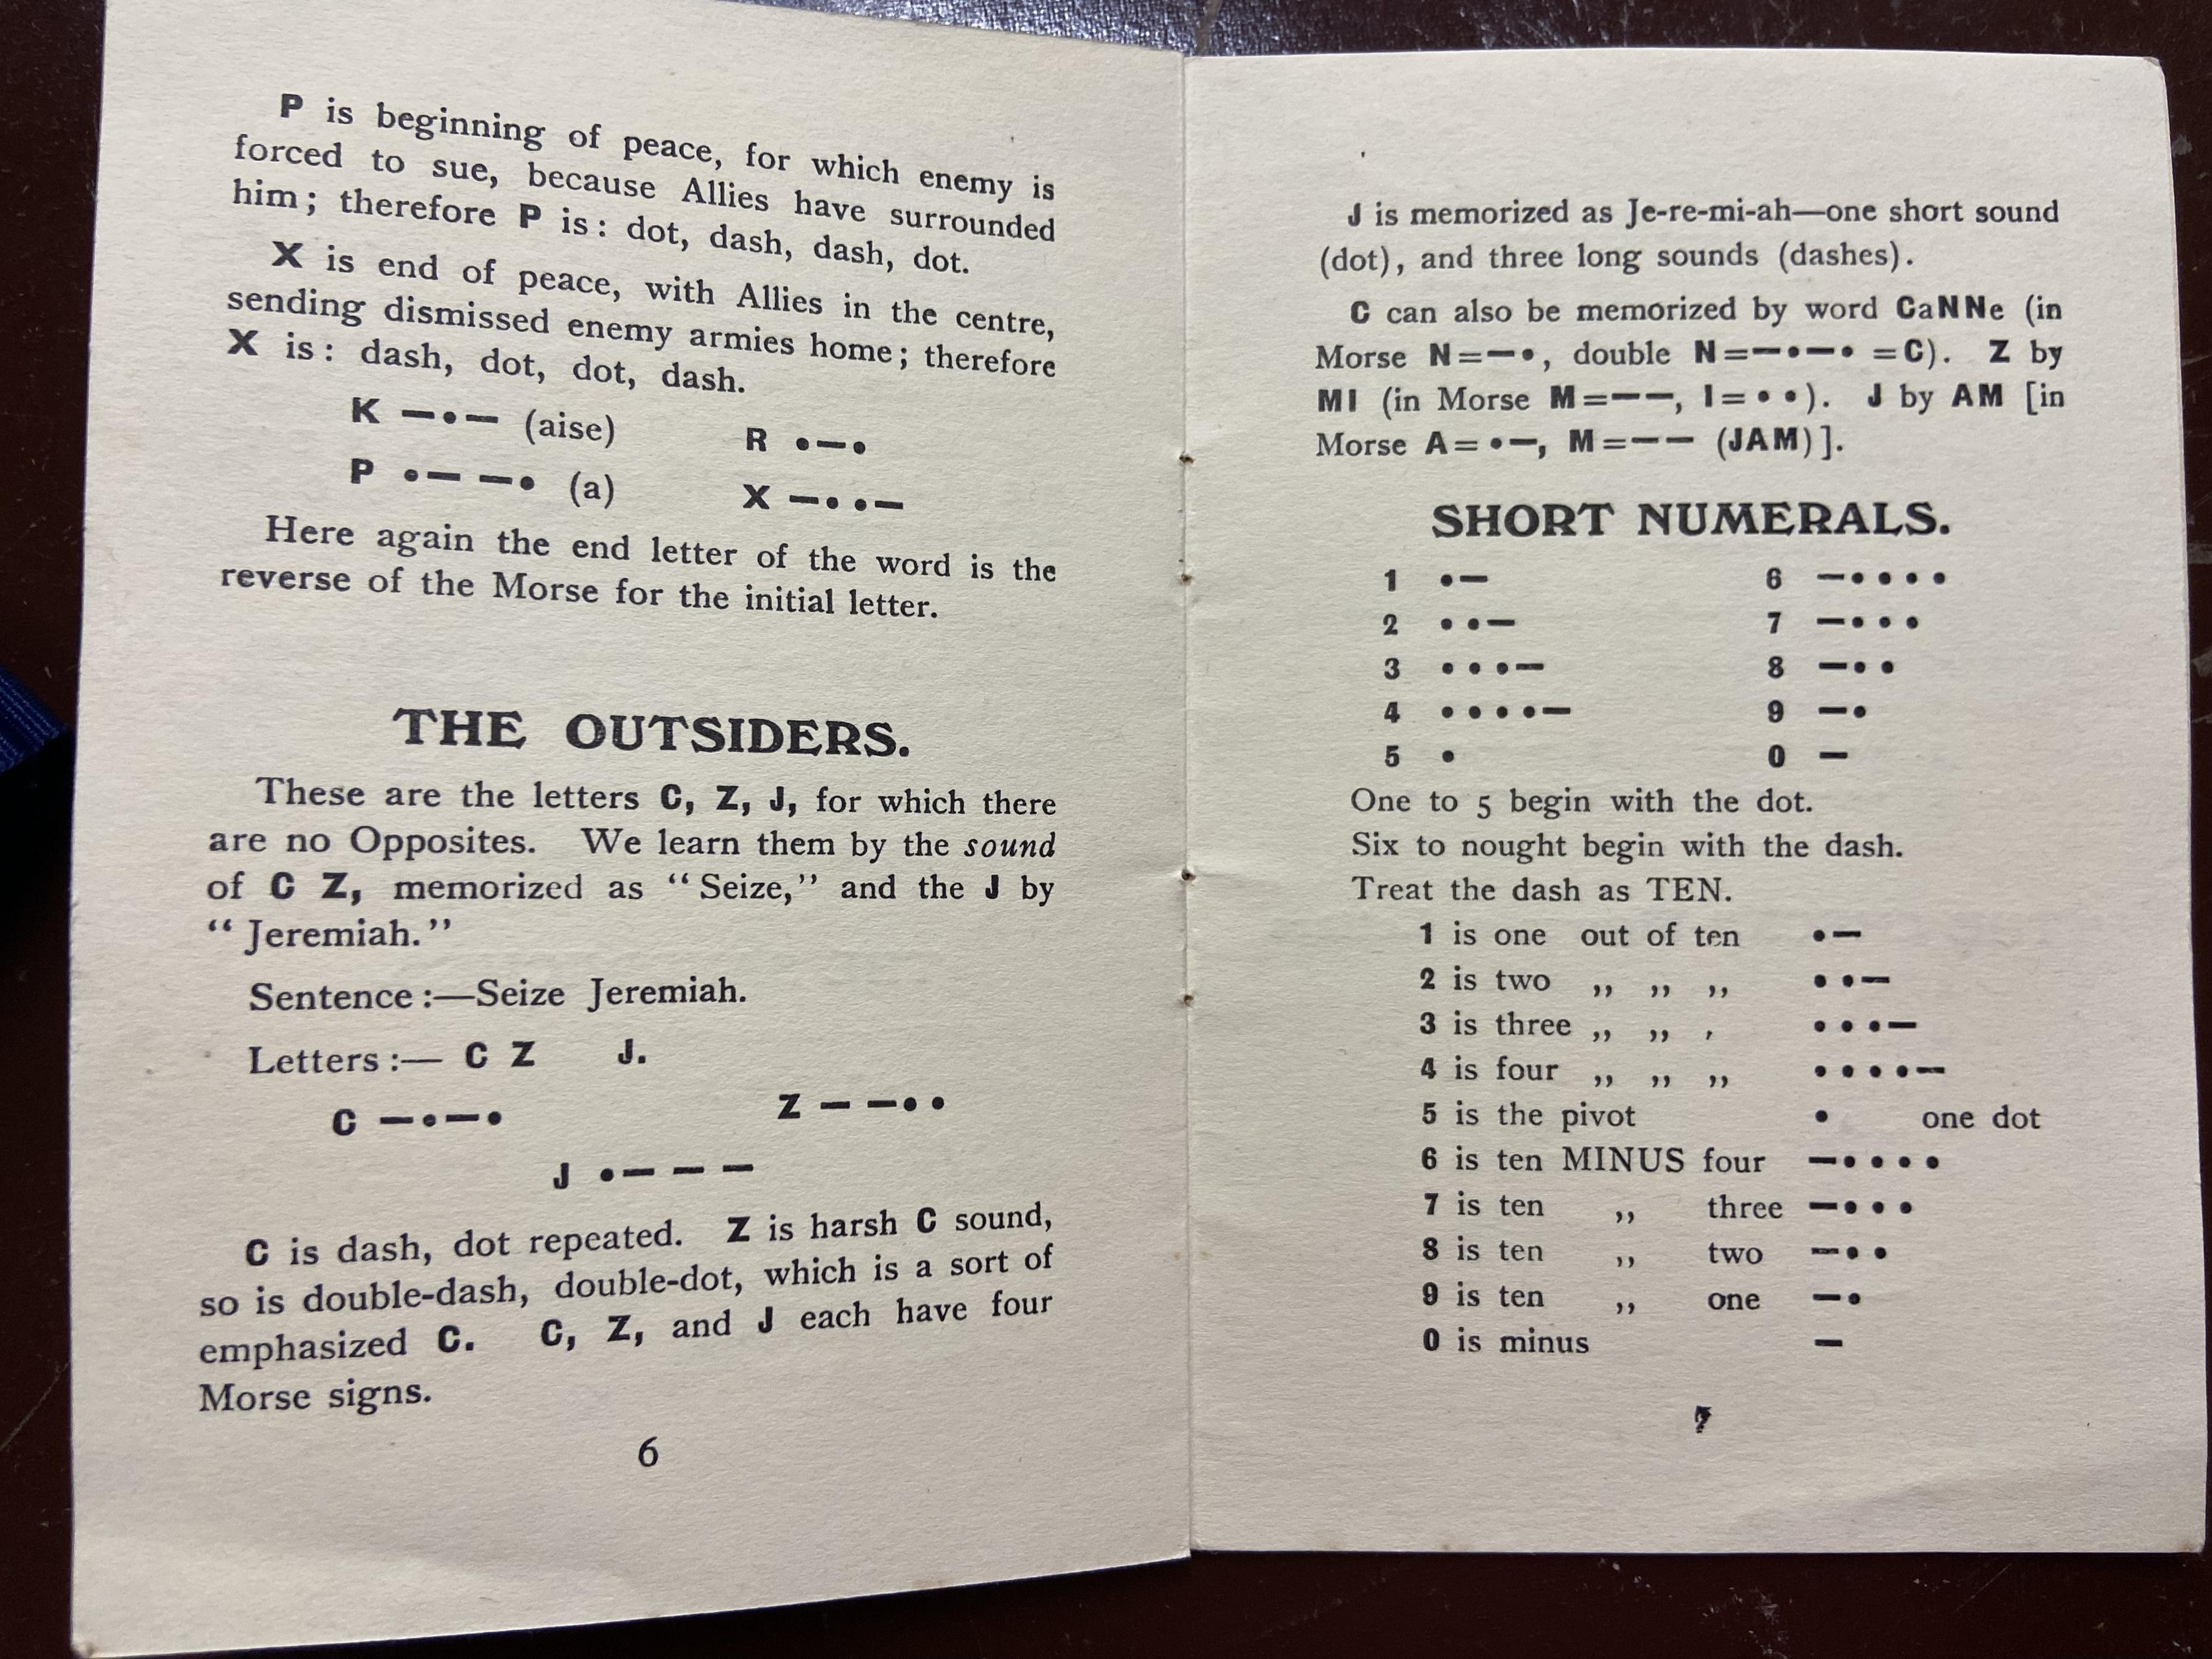 P is beginning of peace, for which enemy is
forced to sue, because Allies have surrounded
him; therefore P is: dot, dash, dash, dot.
X is end of peace, with Allies in the centre,
sending dismissed enemy armies home; therefore
X is: dash, dot, dot, dash.
K —•— (aise) R •—•
P •— —• (a) X —• •—
Here again the end letter of the word is the
reverse of the Morse for the initial letter.
THE OUTSIDERS.
These are the letters C, Z, J, for which there
are no Opposites. We learn them by the sound
of C Z, memorized as “Seize,” and the J by
“Jeremiah.”
Sentence:—Seize Jeremiah.
Letters:— C Z J.
C —•—• Z — —• •
J •— — —
C is dash, dot repeated. Z is harsh C sound,
so is double-dash, double-dot, which is a sort of
emphasized C. C, Z, and J each have four
Morse signs.
6
J is memorized as Je-re-mi-ah—one short sound
(dot), and three long sounds (dashes).
C can also be memorized by word CaNNe (in
Morse N=—•, double N=—•—• =C). Z by
MI (in Morse M=——, I=• •). J by AM [in
Morse A=•—, M=—— (JAM)].
SHORT NUMERALS.
1 •— 6 —• • • •
2 • •— 7 —• • •
3 • • •— 8 —• •
4 • • • •— 9 —•
5 • 0 —
One to 5 begin with the dot.
Six to nought begin with the dash.
Treat the dash as TEN.
1 is one out of ten •—
2 is two ,, ,, ,, • •—
3 is three ,, ,, , • • •—
4 is four ,, ,, ,, • • • •—
5 is the pivot • one dot
6 is ten MINUS four —• • • •
7 is ten ,, three —• • •
8 is ten ,, two —• •
9 is ten ,, one —•
0 is minus —
7